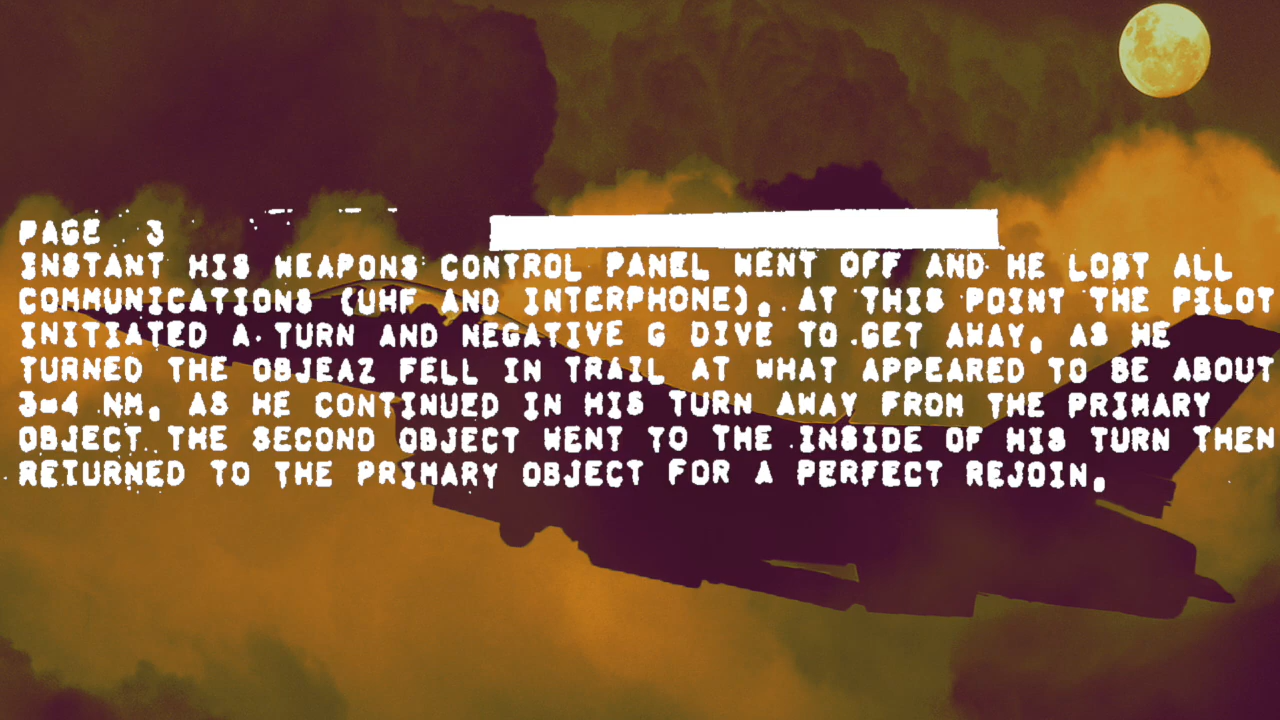 PAGE 3
INSTANT HIS WEAPONS CONTROL PANEL WENT OFF AND HE LOST ALL
COMMUNICATIONS (UHF AND INTERPHONE). AT THIS POINT THE PILOT
INITIATED A TURN AND NEGATIVE G DIVE TO GET AWAY. AS HE
TURNED THE OBJEAZ FELL IN TRAIL AT WHAT APPEARED TO BE ABOUT
3-4 NM. AS HE CONTINUED IN HIS TURN AWAY FROM THE PRIMARY
OBJECT THE SECOND OBJECT WENT TO THE INSIDE OF HIS TURN THEN
RETURNED TO THE PRIMARY OBJECT FOR A PERFECT REJOIN.